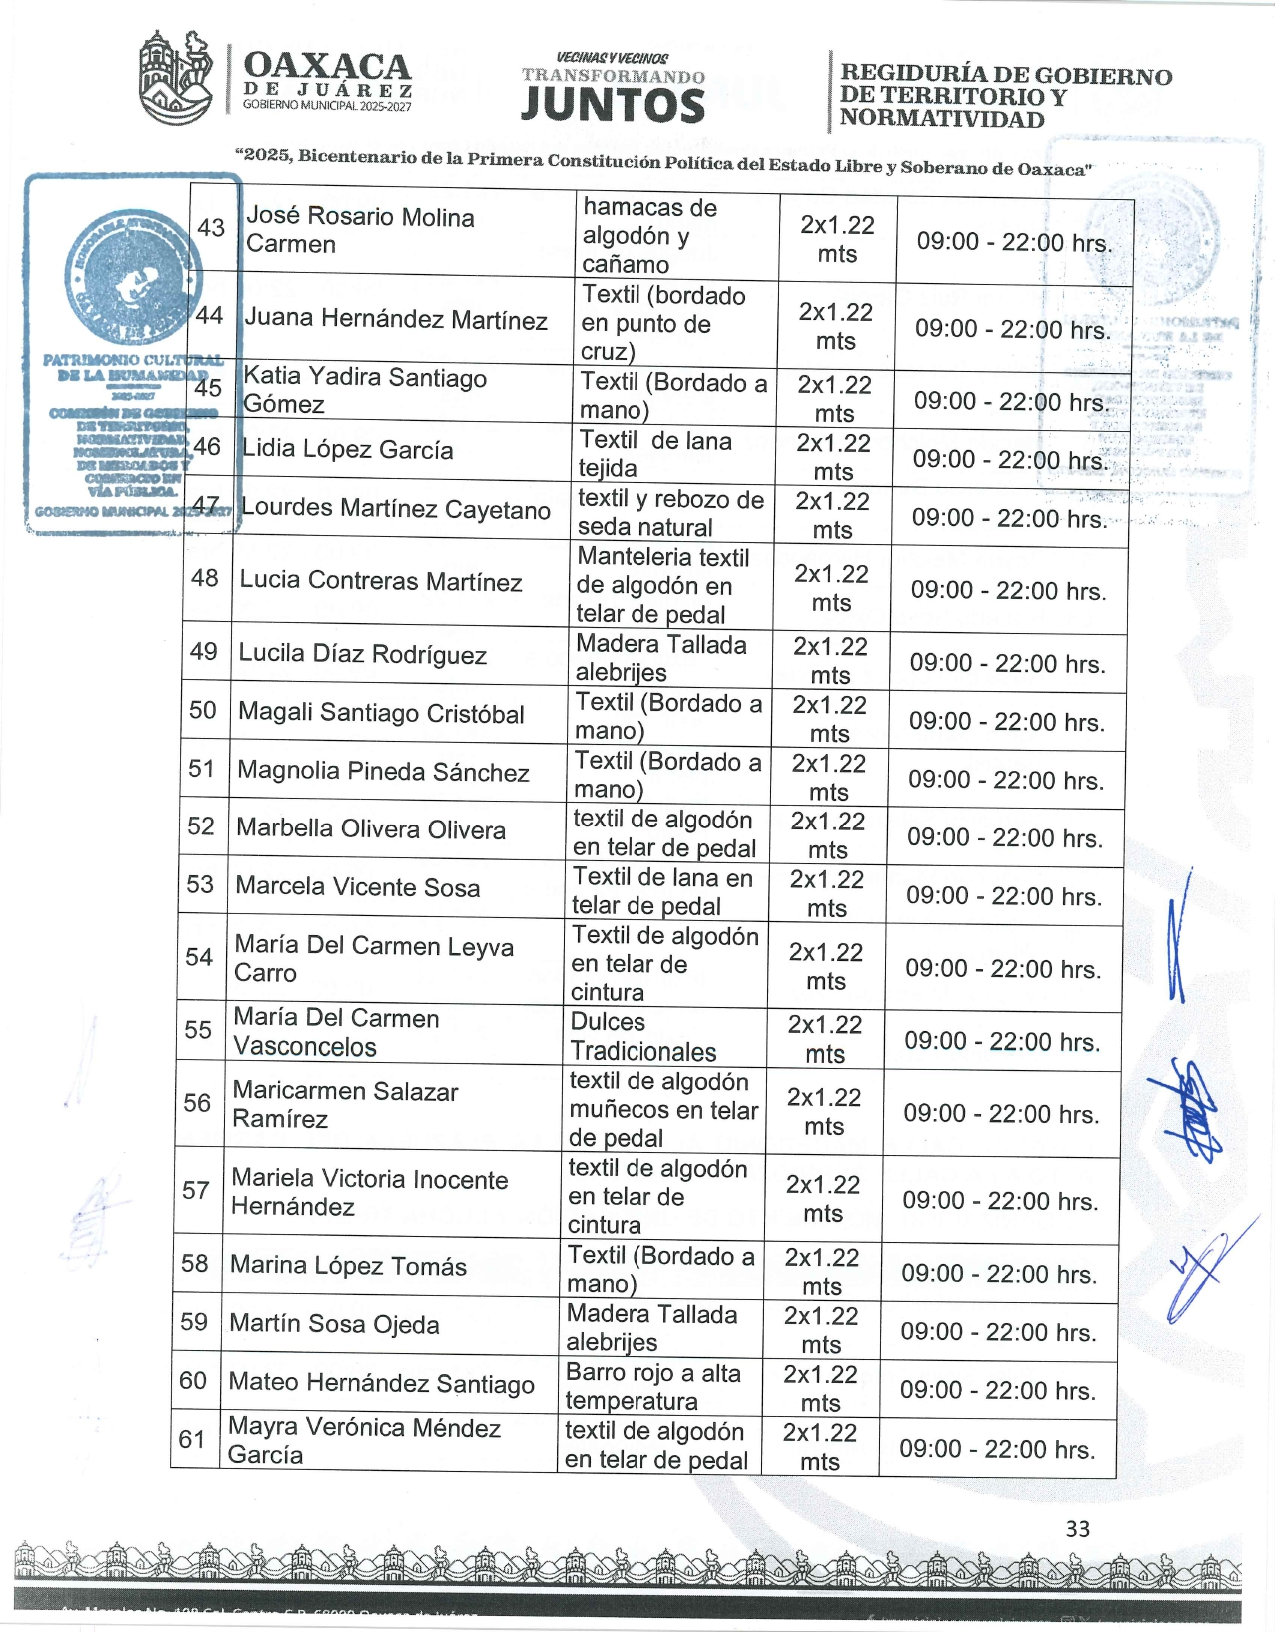 OAXACA
DE JUÁREZ
GOBIERNO MUNICIPAL 2025-2027
VECINAS Y VECINOS
TRANSFORMANDO
JUNTOS
REGIDURÍA DE GOBIERNO
DE TERRITORIO Y
NORMATIVIDAD
“2025, Bicentenario de la Primera Constitución Política del Estado Libre y Soberano de Oaxaca"
PATRIMONIO CULTURAL
DE LA HUMANIDAD
2025-2027
COMISIÓN DE GOBIERNO
DE TERRITORIO,
NORMATIVIDAD,
NOMENCLATURA,
DE MERCADOS Y
COMERCIO EN
VÍA PÚBLICA.
GOBIERNO MUNICIPAL 2025-2027
43 José Rosario Molina Carmen hamacas de algodón y cañamo 2x1.22 mts 09:00 - 22:00 hrs.
44 Juana Hernández Martínez Textil (bordado en punto de cruz) 2x1.22 mts 09:00 - 22:00 hrs.
45 Katia Yadira Santiago Gómez Textil (Bordado a mano) 2x1.22 mts 09:00 - 22:00 hrs.
46 Lidia López García Textil de lana tejida 2x1.22 mts 09:00 - 22:00 hrs.
47 Lourdes Martínez Cayetano textil y rebozo de seda natural 2x1.22 mts 09:00 - 22:00 hrs.
48 Lucia Contreras Martínez Manteleria textil de algodón en telar de pedal 2x1.22 mts 09:00 - 22:00 hrs.
49 Lucila Díaz Rodríguez Madera Tallada alebrijes 2x1.22 mts 09:00 - 22:00 hrs.
50 Magali Santiago Cristóbal Textil (Bordado a mano) 2x1.22 mts 09:00 - 22:00 hrs.
51 Magnolia Pineda Sánchez Textil (Bordado a mano) 2x1.22 mts 09:00 - 22:00 hrs.
52 Marbella Olivera Olivera textil de algodón en telar de pedal 2x1.22 mts 09:00 - 22:00 hrs.
53 Marcela Vicente Sosa Textil de lana en telar de pedal 2x1.22 mts 09:00 - 22:00 hrs.
54 María Del Carmen Leyva Carro Textil de algodón en telar de cintura 2x1.22 mts 09:00 - 22:00 hrs.
55 María Del Carmen Vasconcelos Dulces Tradicionales 2x1.22 mts 09:00 - 22:00 hrs.
56 Maricarmen Salazar Ramírez textil de algodón muñecos en telar de pedal 2x1.22 mts 09:00 - 22:00 hrs.
57 Mariela Victoria Inocente Hernández textil de algodón en telar de cintura 2x1.22 mts 09:00 - 22:00 hrs.
58 Marina López Tomás Textil (Bordado a mano) 2x1.22 mts 09:00 - 22:00 hrs.
59 Martín Sosa Ojeda Madera Tallada alebrijes 2x1.22 mts 09:00 - 22:00 hrs.
60 Mateo Hernández Santiago Barro rojo a alta temperatura 2x1.22 mts 09:00 - 22:00 hrs.
61 Mayra Verónica Méndez García textil de algodón en telar de pedal 2x1.22 mts 09:00 - 22:00 hrs.
33